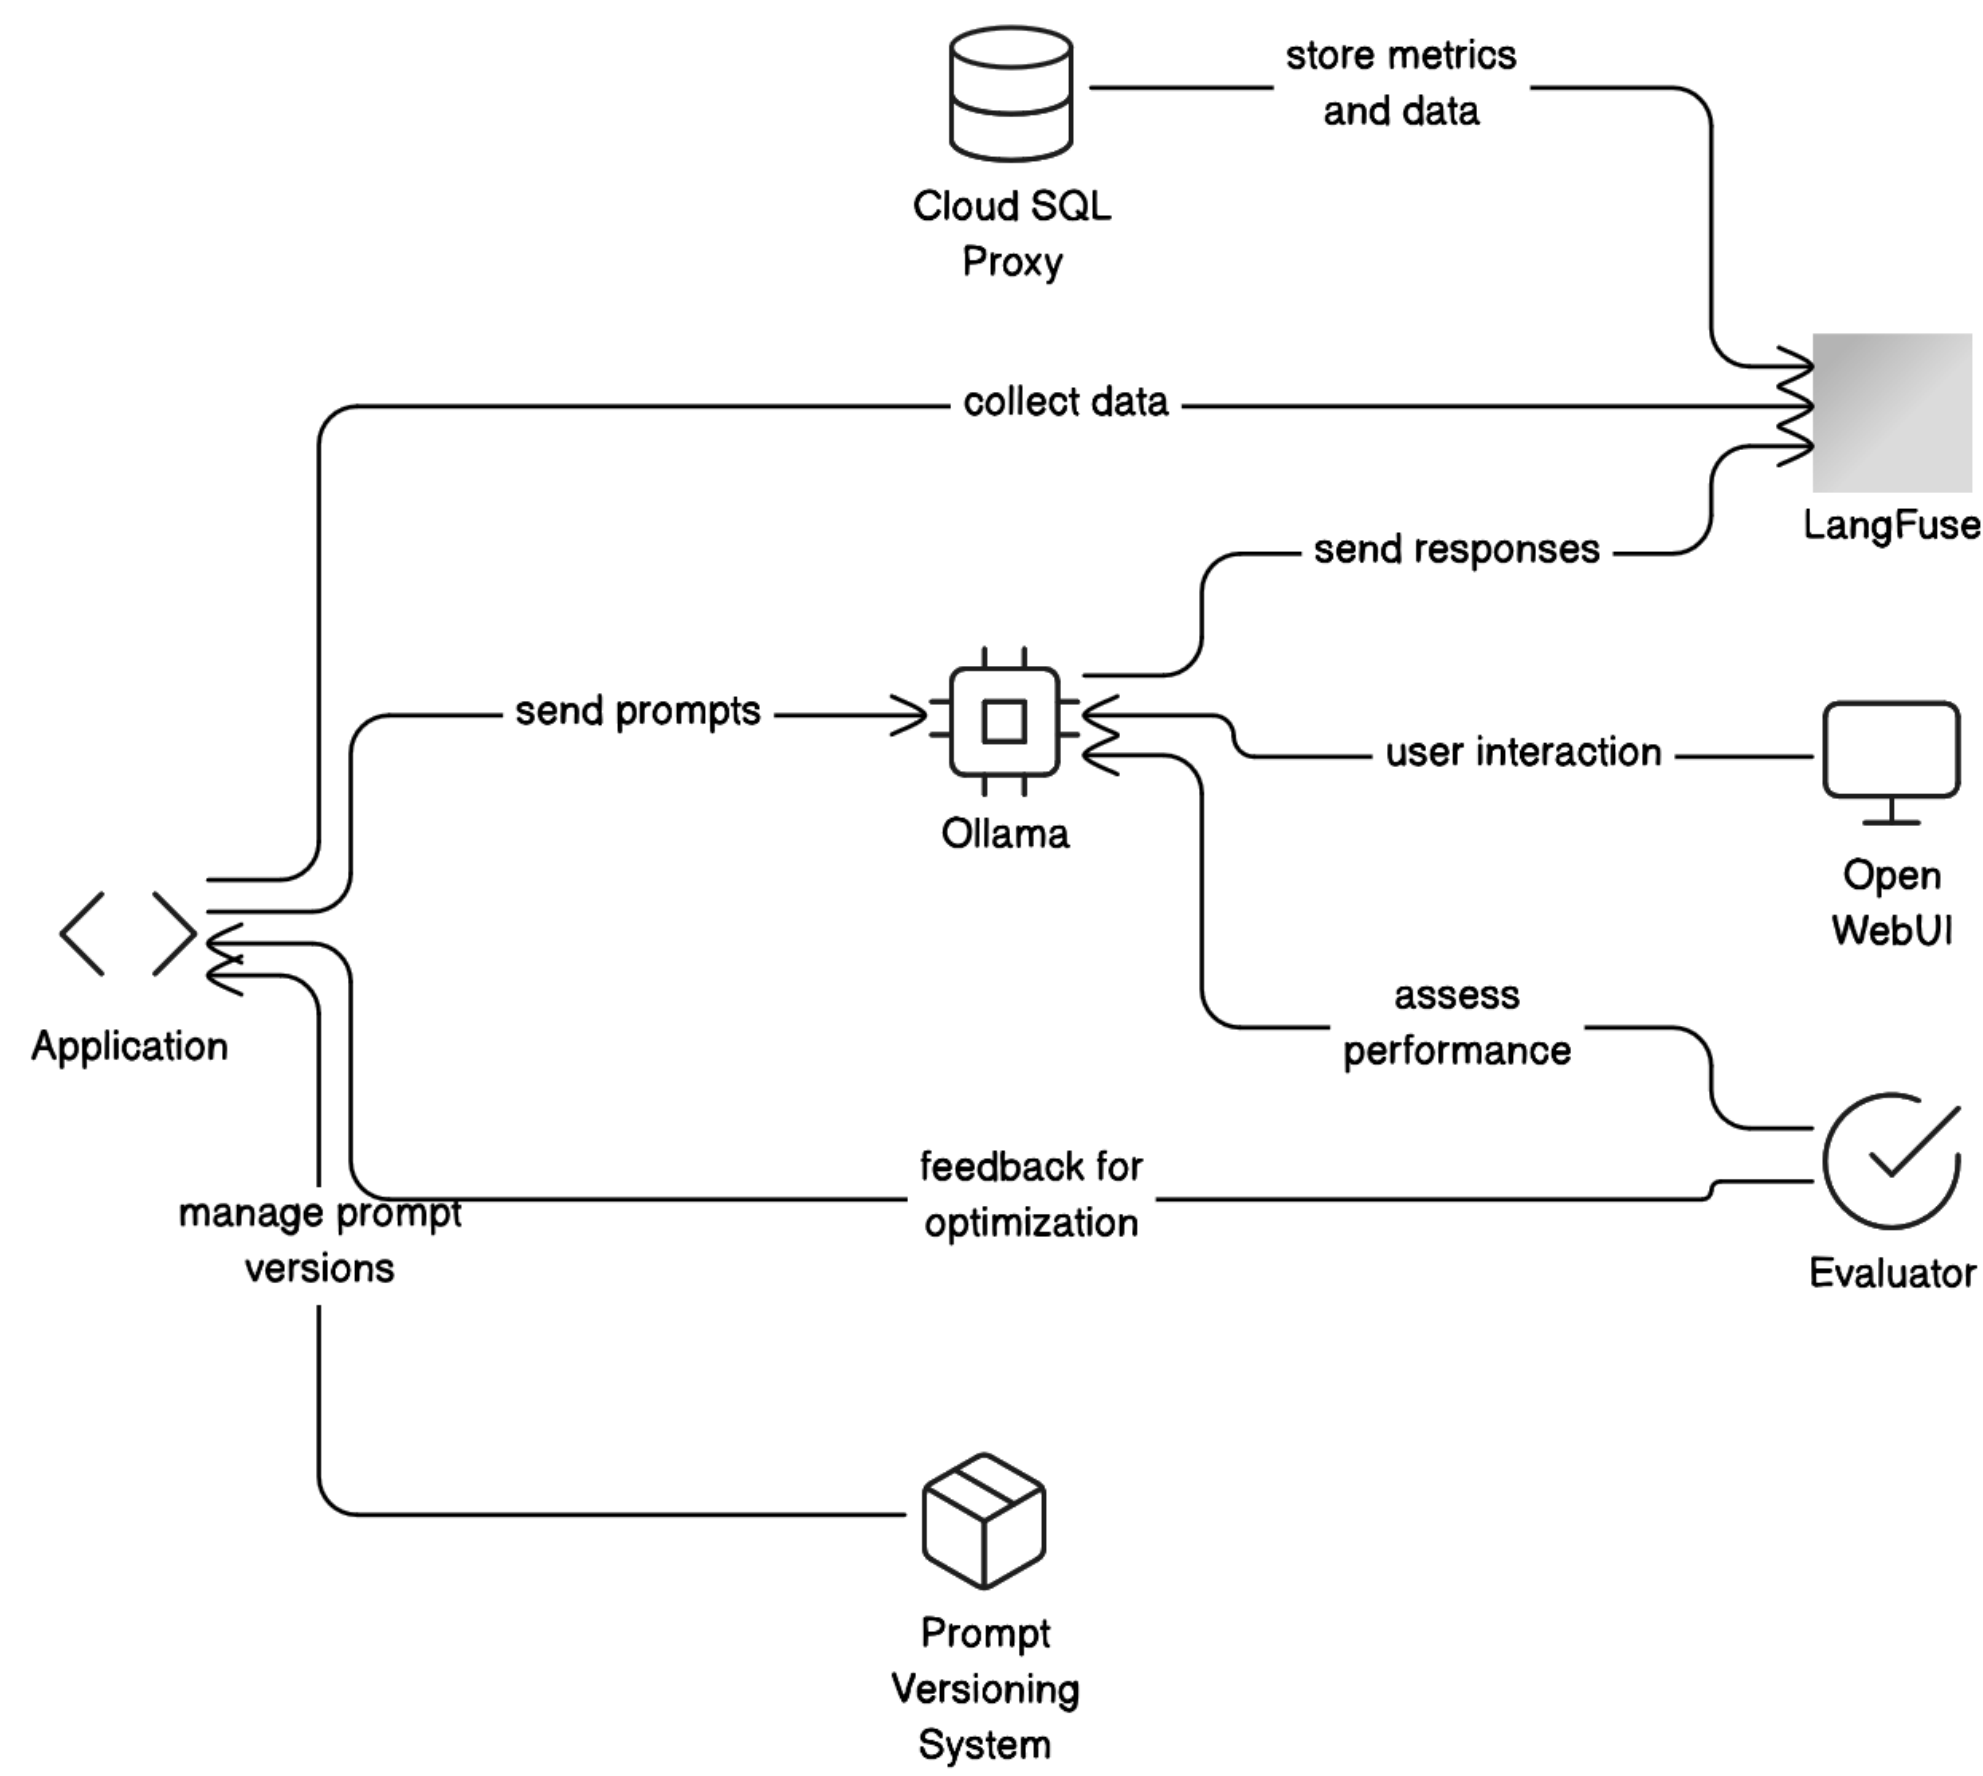 store metrics
and data
Cloud SQL
Proxy
collect data
LangFuse
send responses
send prompts
user interaction
Ollama
Open
WebUI
assess
performance
Application
feedback for
optimization
manage prompt
versions
Evaluator
Prompt
Versioning
System